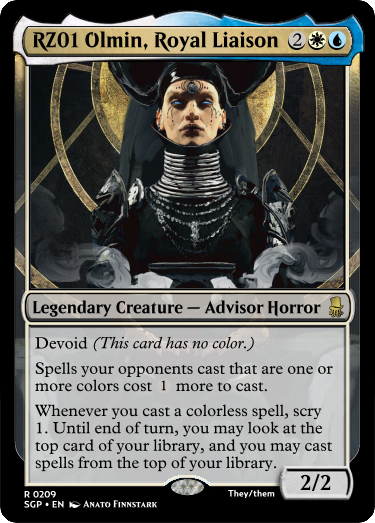 RZ01 Olmin, Royal Liaison 2
Legendary Creature — Advisor Horror
Devoid (This card has no color.)
Spells your opponents cast that are one or
more colors cost 1 more to cast.
Whenever you cast a colorless spell, scry
1. Until end of turn, you may look at the
top card of your library, and you may cast
spells from the top of your library.
2/2
R 0209
SGP • EN Anato Finnstark
They/them